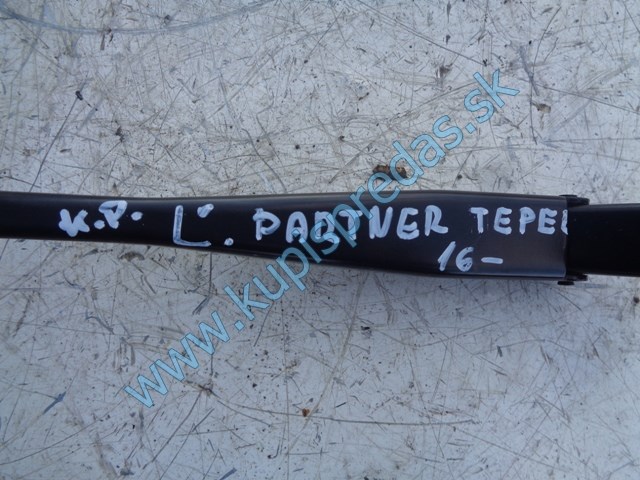 K.P. Ľ. PARTNER TEPEE
16-
www.kupispredas.sk